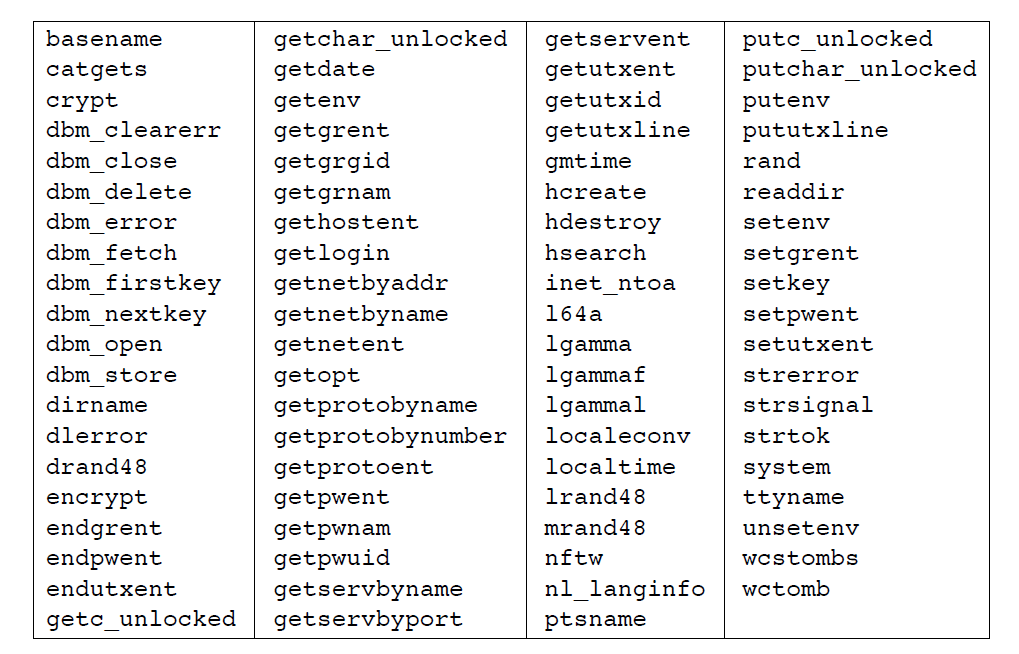 basename
catgets
crypt
dbm_clearerr
dbm_close
dbm_delete
dbm_error
dbm_fetch
dbm_firstkey
dbm_nextkey
dbm_open
dbm_store
dirname
dlerror
drand48
encrypt
endgrent
endpwent
endutxent
getc_unlocked
getchar_unlocked
getdate
getenv
getgrent
getgrgid
getgrnam
gethostent
getlogin
getnetbyaddr
getnetbyname
getnetent
getopt
getprotobyname
getprotobynumber
getprotoent
getpwent
getpwnam
getpwuid
getservbyname
getservbyport
getservent
getutxent
getutxid
getutxline
gmtime
hcreate
hdestroy
hsearch
inet_ntoa
l64a
lgamma
lgammaf
lgammal
localeconv
localtime
lrand48
mrand48
nftw
nl_langinfo
ptsname
putc_unlocked
putchar_unlocked
putenv
pututxline
rand
readdir
setenv
setgrent
setkey
setpwent
setutxent
strerror
strsignal
strtok
system
ttyname
unsetenv
wcstombs
wctomb